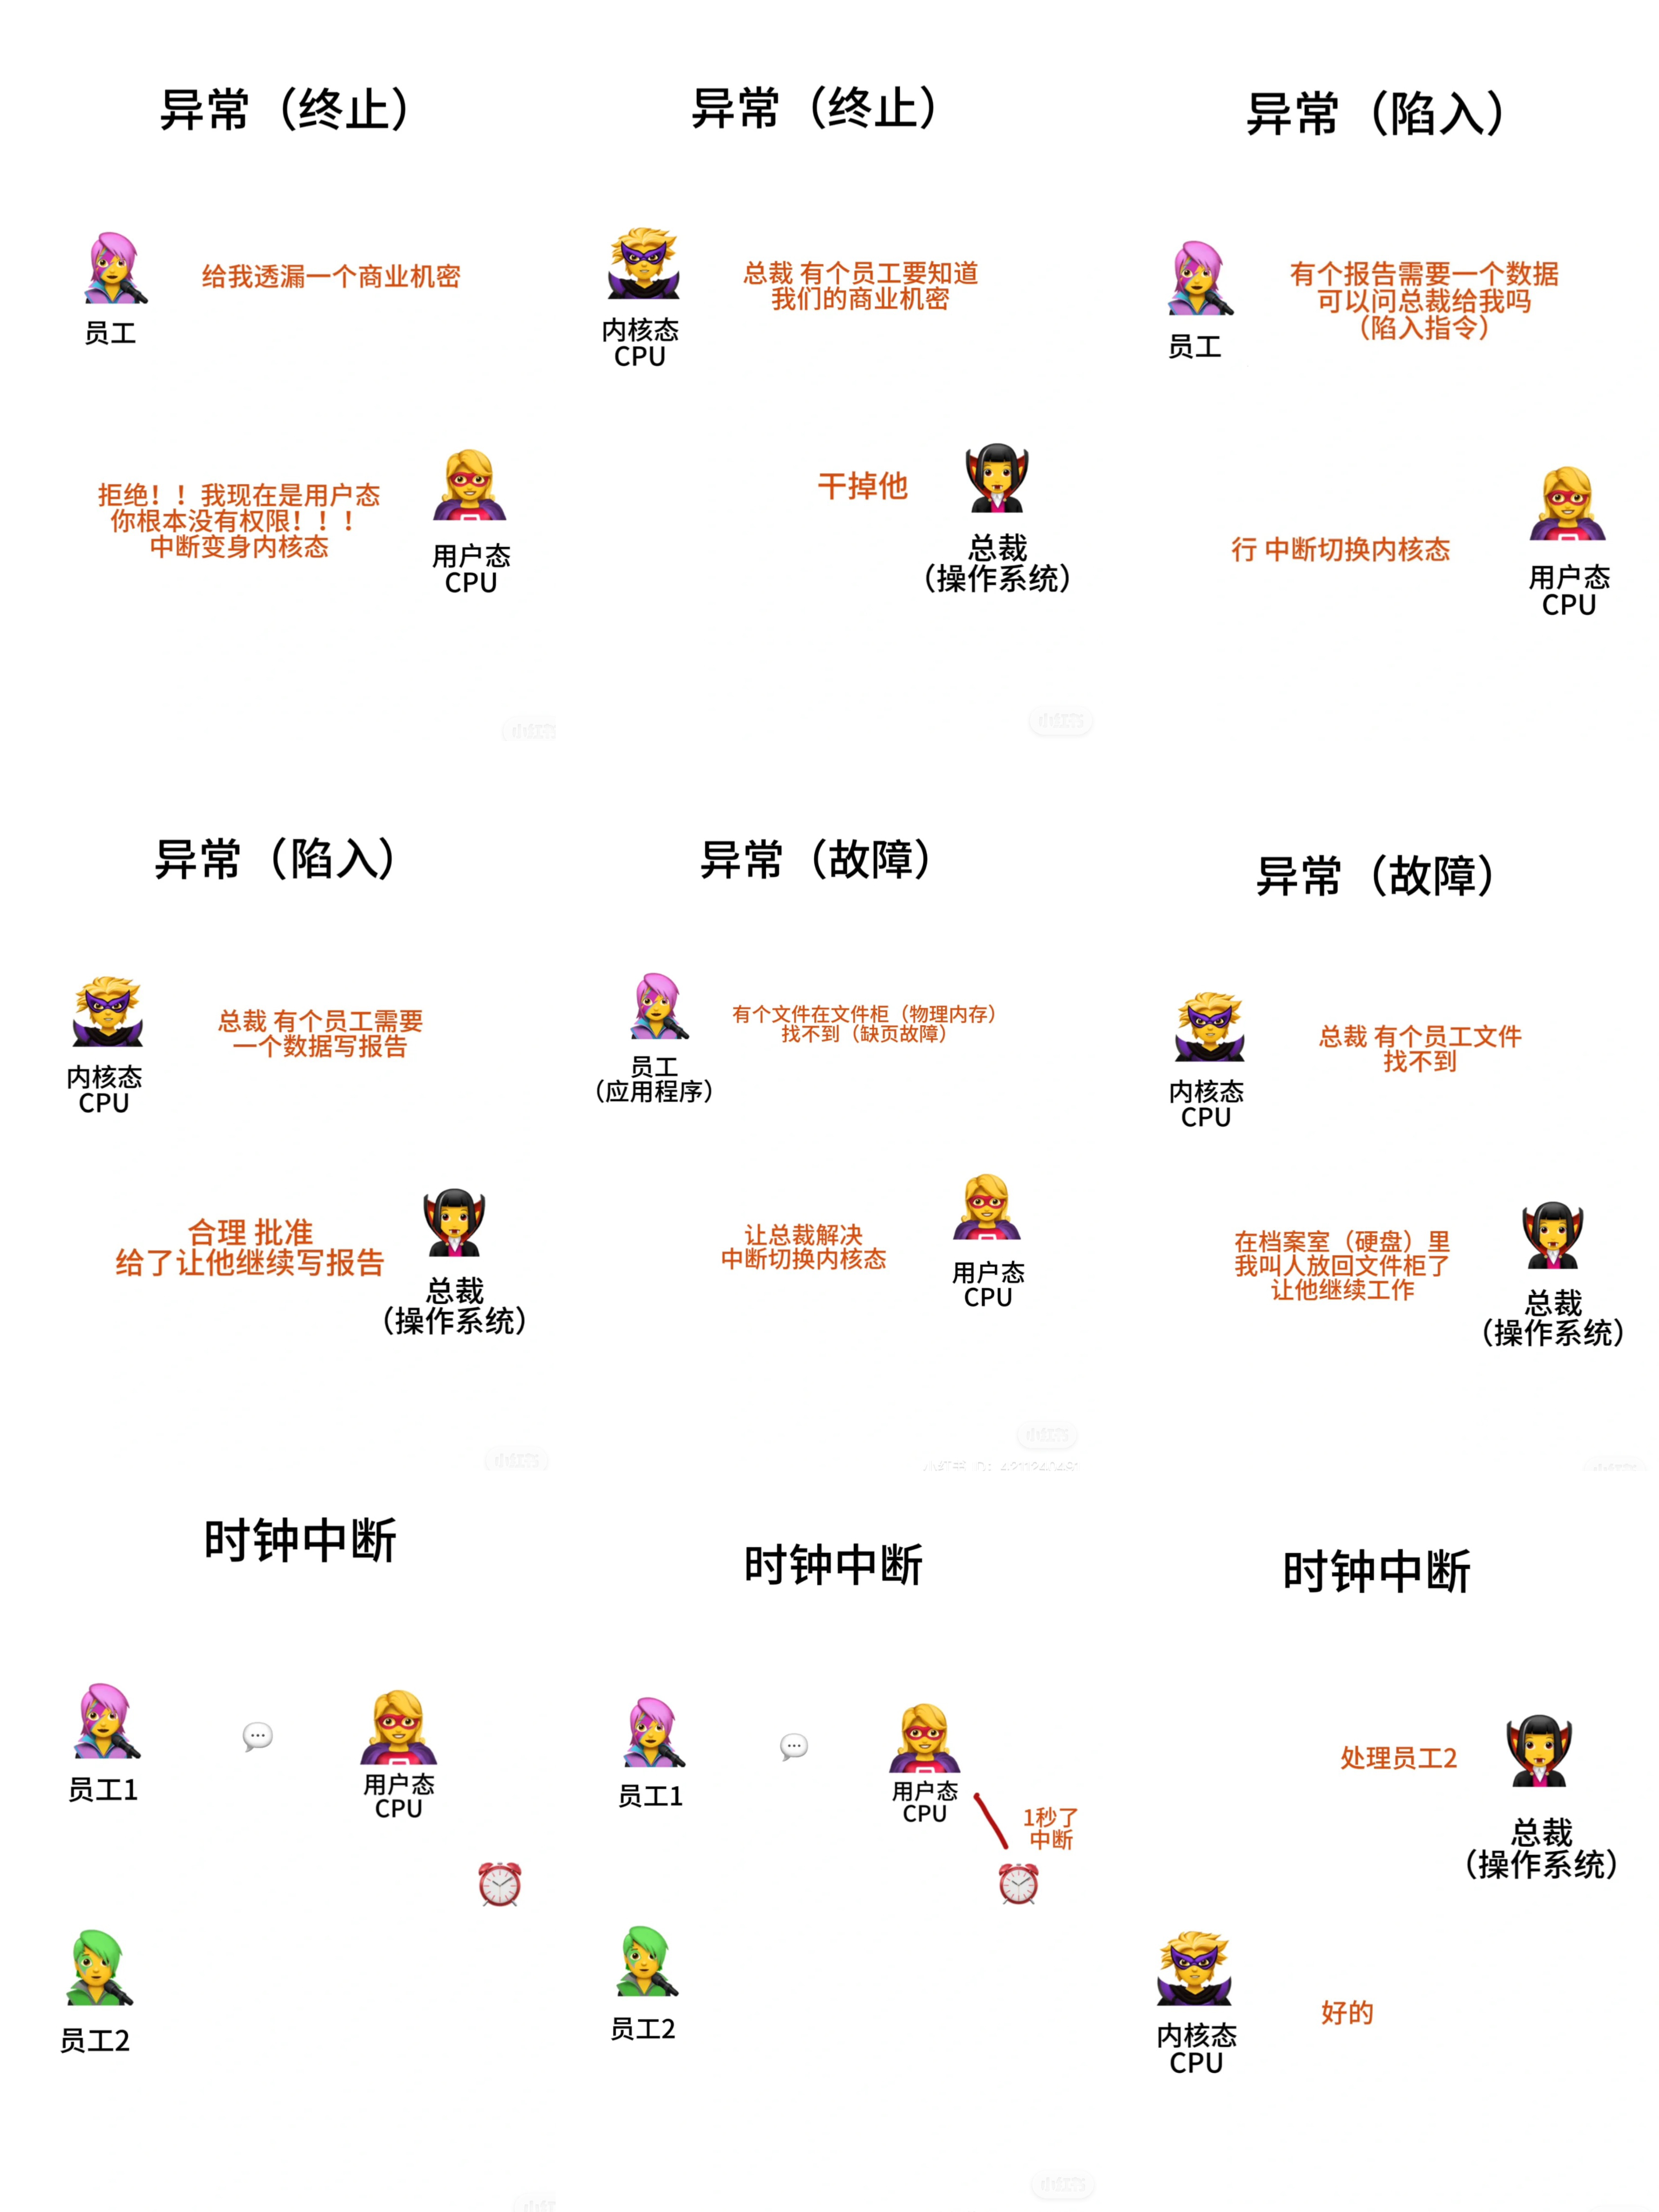 异常（终止）
给我透漏一个商业机密
员工
拒绝！！我现在是用户态
你根本没有权限！！！
中断变身内核态
用户态
CPU
小红书
异常（终止）
总裁 有个员工要知道
我们的商业机密
内核态
CPU
干掉他
总裁
（操作系统）
小红书
异常（陷入）
有个报告需要一个数据
可以问总裁给我吗
（陷入指令）
员工
行 中断切换内核态
用户态
CPU
异常（陷入）
总裁 有个员工需要
一个数据写报告
内核态
CPU
合理 批准
给了让他继续写报告
总裁
（操作系统）
小红书
异常（故障）
有个文件在文件柜（物理内存）
找不到（缺页故障）
员工
（应用程序）
让总裁解决
中断切换内核态
用户态
CPU
小红书
异常（故障）
总裁 有个员工文件
找不到
内核态
CPU
在档案室（硬盘）里
我叫人放回文件柜了
让他继续工作
总裁
（操作系统）
时钟中断
员工1
用户态
CPU
员工2
时钟中断
员工1
用户态
CPU
1秒了
中断
员工2
小红书
时钟中断
处理员工2
总裁
（操作系统）
内核态
CPU
好的